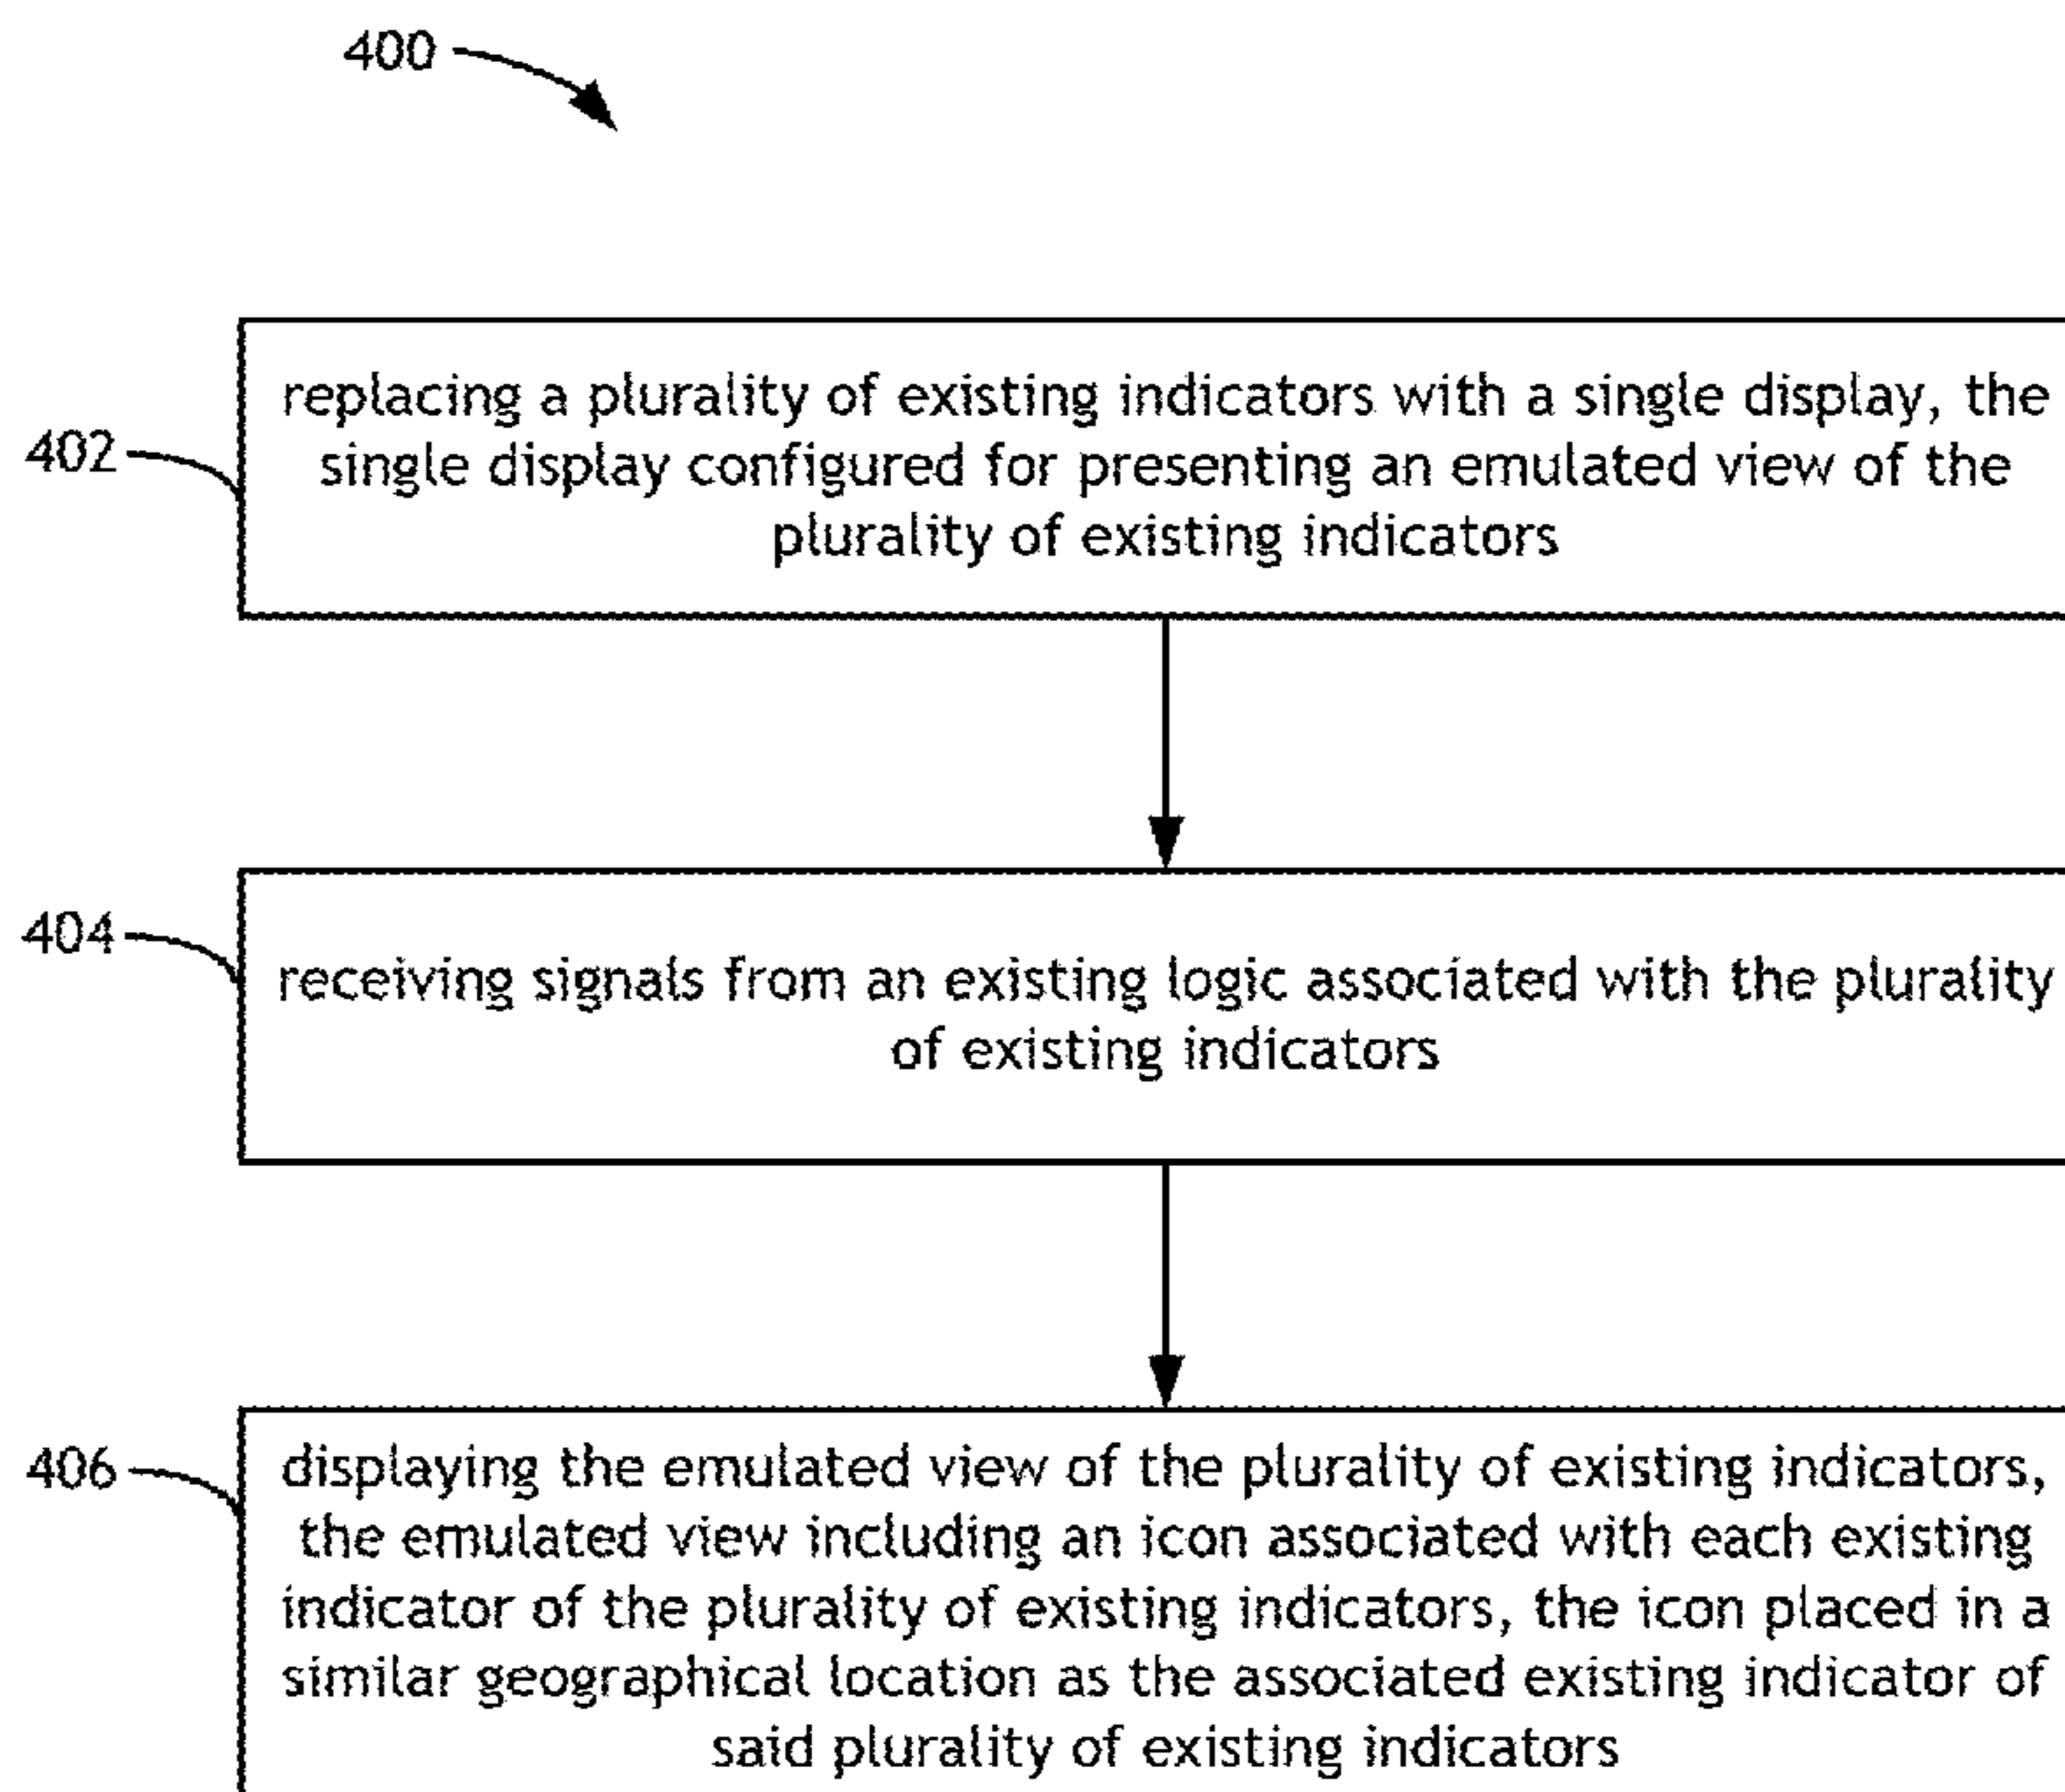 400
402
replacing a plurality of existing indicators with a single display, the
single display configured for presenting an emulated view of the
plurality of existing indicators
404
receiving signals from an existing logic associated with the plurality
of existing indicators
406
displaying the emulated view of the plurality of existing indicators,
the emulated view including an icon associated with each existing
indicator of the plurality of existing indicators, the icon placed in a
similar geographical location as the associated existing indicator of
said plurality of existing indicators